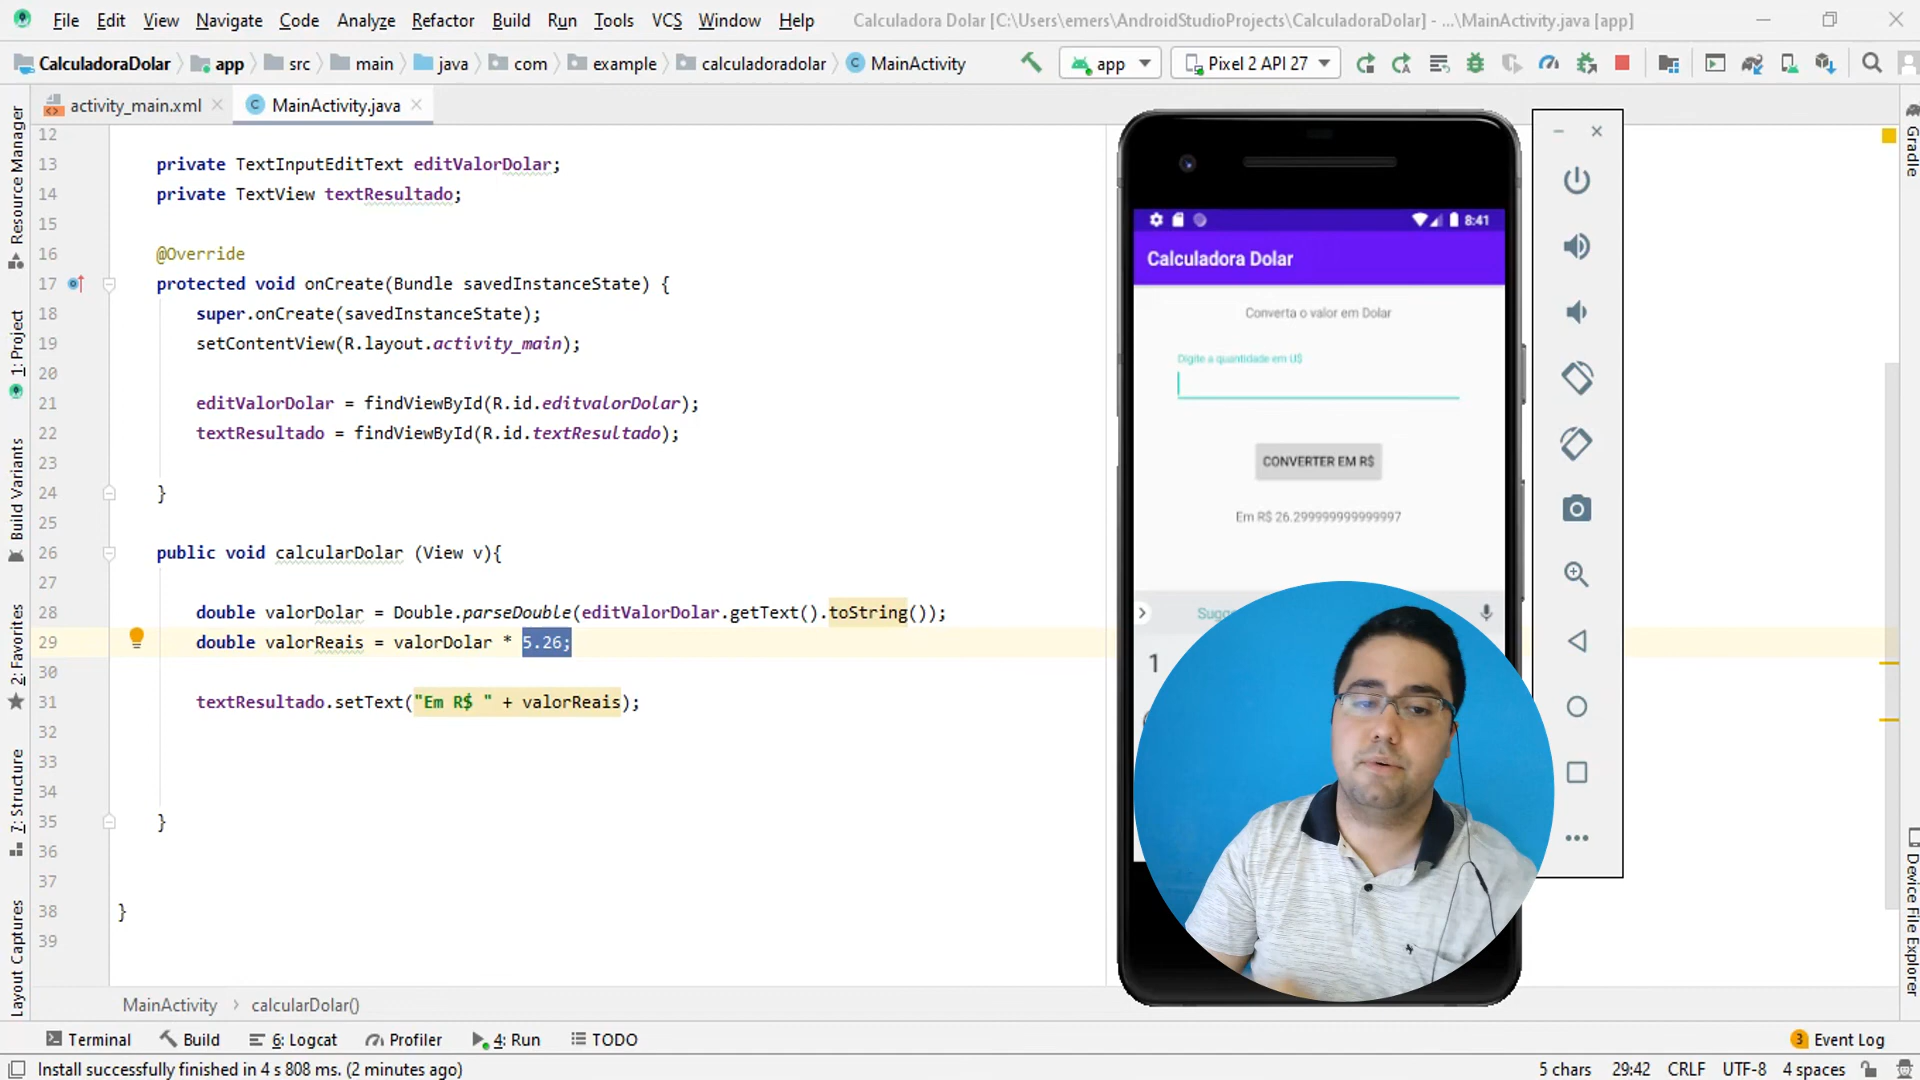 File Edit View Navigate Code Analyze Refactor Build Run Tools VCS Window Help Calculadora Dolar [C:\Users\emers\AndroidStudioProjects\CalculadoraDolar] - ...\MainActivity.java [app]
CalculadoraDolar app src main java com example calculadoradolar MainActivity app Pixel 2 API 27
activity_main.xml MainActivity.java
12
13 private TextInputEditText editValorDolar;
14 private TextView textResultado;
15
16 @Override
17 protected void onCreate(Bundle savedInstanceState) {
18 super.onCreate(savedInstanceState);
19 setContentView(R.layout.activity_main);
20
21 editValorDolar = findViewById(R.id.editvalorDolar);
22 textResultado = findViewById(R.id.textResultado);
23
24 }
25
26 public void calcularDolar (View v){
27
28 double valorDolar = Double.parseDouble(editValorDolar.getText().toString());
29 double valorReais = valorDolar * 5.26;
30
31 textResultado.setText("Em R$ " + valorReais);
32
33
34
35 }
36
37
38 }
39
MainActivity calcularDolar()
Resource Manager
1: Project
Build Variants
2: Favorites
7: Structure
Layout Captures
8:41
Calculadora Dolar
Converta o valor em Dolar
Digite a quantidade em U$
CONVERTER EM R$
Em R$ 26.299999999999997
1
Gradle
Device File Explorer
Terminal Build 6: Logcat Profiler 4: Run TODO 3 Event Log
Install successfully finished in 4 s 808 ms. (2 minutes ago) 5 chars 29:42 CRLF UTF-8 4 spaces